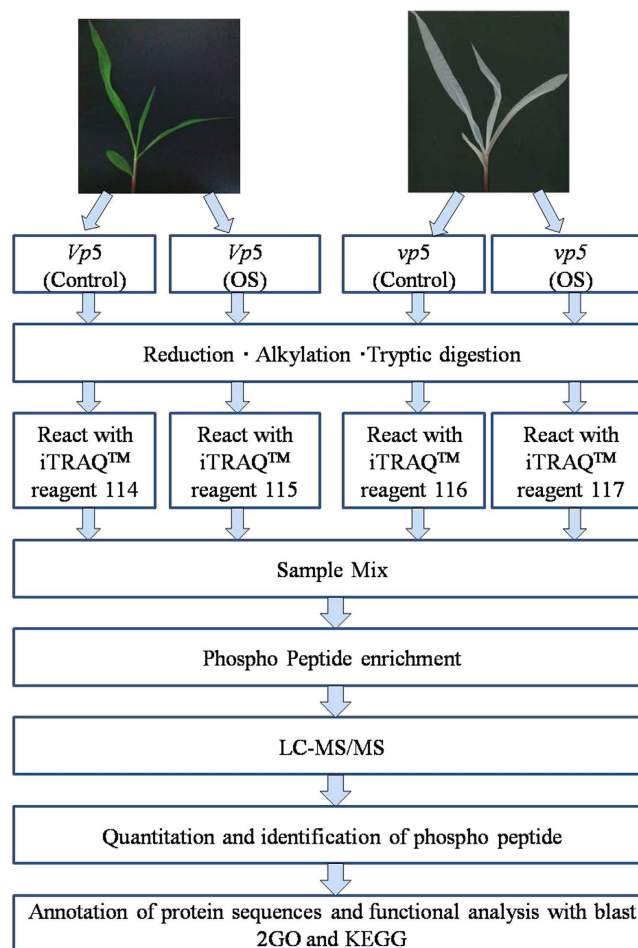 Vp5
(Control)
Vp5
(OS)
vp5
(Control)
vp5
(OS)
Reduction · Alkylation ·Tryptic digestion
React with
iTRAQ™
reagent 114
React with
iTRAQ™
reagent 115
React with
iTRAQ™
reagent 116
React with
iTRAQ™
reagent 117
Sample Mix
Phospho Peptide enrichment
LC-MS/MS
Quantitation and identification of phospho peptide
Annotation of protein sequences and functional analysis with blast
2GO and KEGG